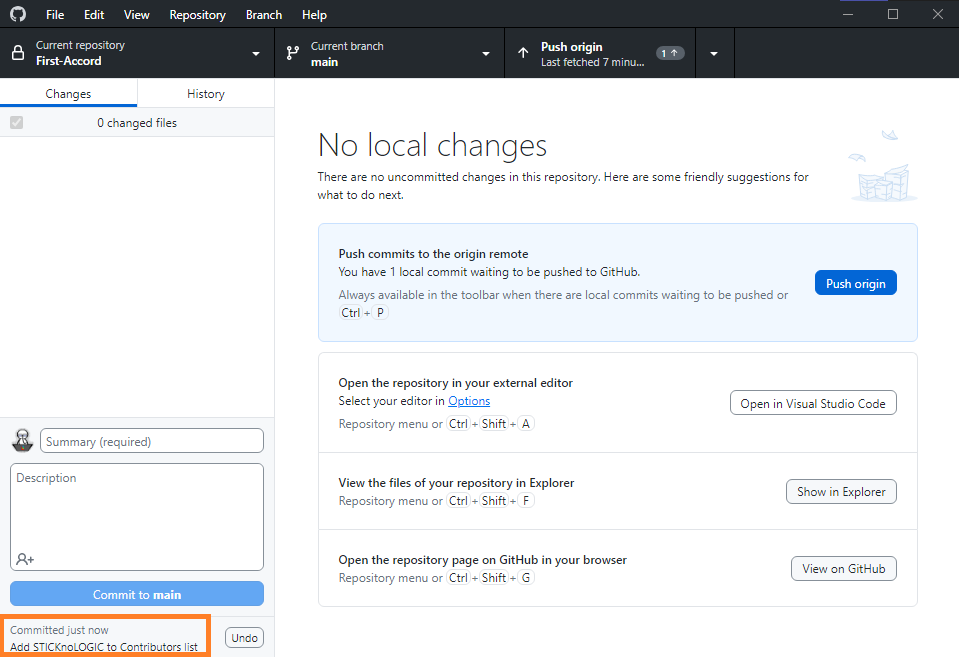 File Edit View Repository Branch Help
Current repository
First-Accord
Current branch
main
Push origin
Last fetched 7 minu...
1
Changes History
0 changed files
No local changes
There are no uncommitted changes in this repository. Here are some friendly suggestions for
what to do next.
Push commits to the origin remote
You have 1 local commit waiting to be pushed to GitHub.
Always available in the toolbar when there are local commits waiting to be pushed or
Ctrl + P
Push origin
Open the repository in your external editor
Select your editor in Options
Repository menu or Ctrl + Shift + A
Open in Visual Studio Code
View the files of your repository in Explorer
Repository menu or Ctrl + Shift + F
Show in Explorer
Open the repository page on GitHub in your browser
Repository menu or Ctrl + Shift + G
View on GitHub
Summary (required)
Description
Commit to main
Committed just now
Add STICKnoLOGIC to Contributors list
Undo